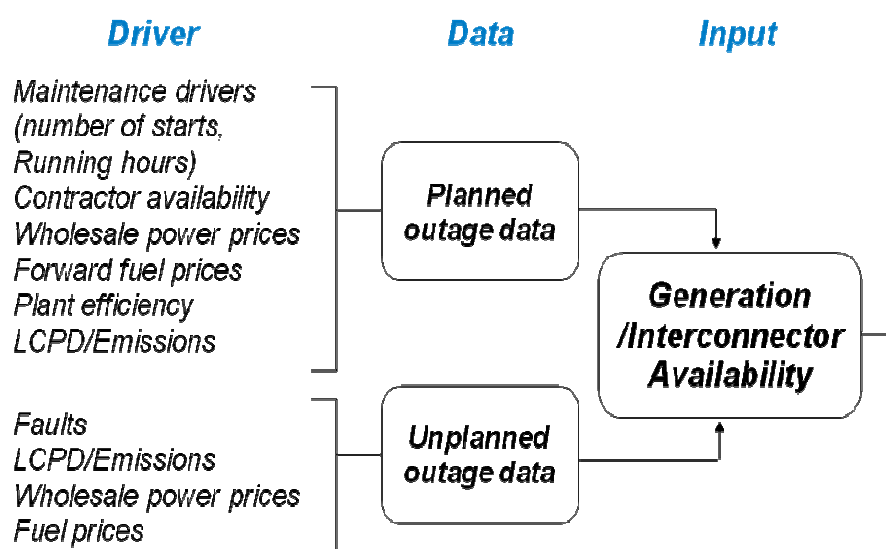 Driver Data Input
Maintenance drivers
(number of starts,
Running hours)
Contractor availability
Wholesale power prices
Forward fuel prices
Plant efficiency
LCPD/Emissions
Planned
outage data
Generation
/Interconnector
Availability
Faults
LCPD/Emissions
Wholesale power prices
Fuel prices
Unplanned
outage data